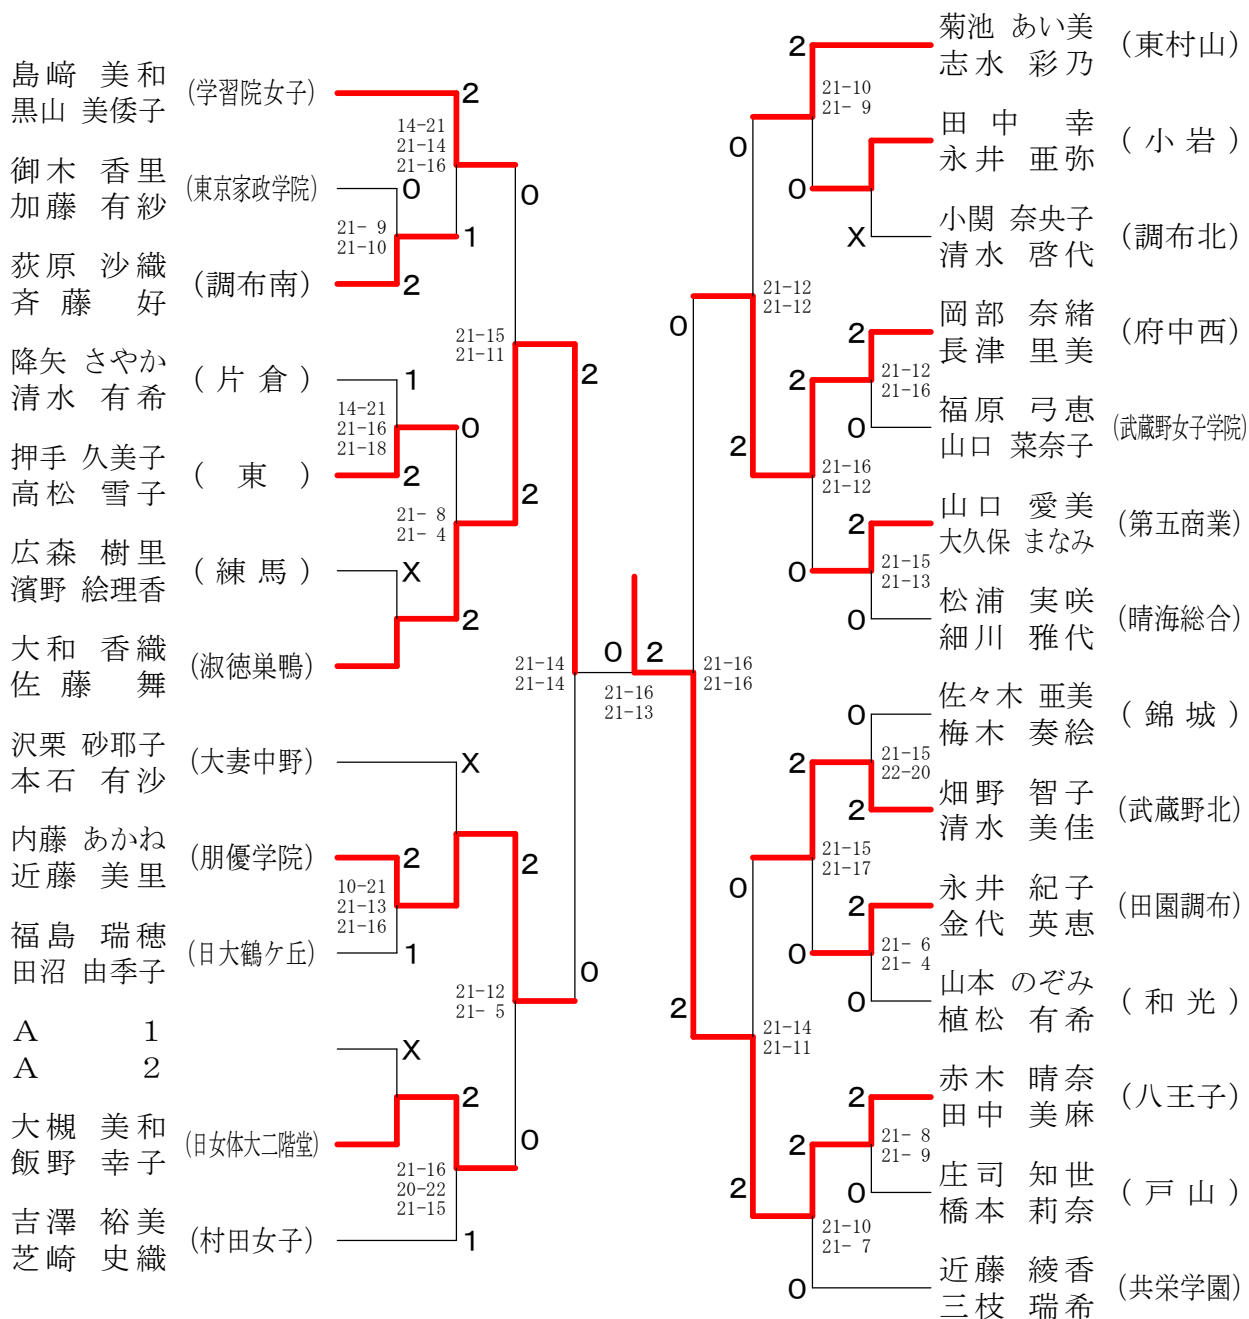 島﨑 美和
黒山 美倭子
(学習院女子)
2
14-21
21-14
21-16
御木 香里
加藤 有紗
(東京家政学院)
0
0
21- 9
21-10
1
荻原 沙織
斉藤 好
(調布南)
2
21-15
21-11
降矢 さやか
清水 有希
(片倉)
1
2
14-21
21-16
21-18
0
押手 久美子
高松 雪子
(東)
2
2
21- 8
21- 4
広森 樹里
濱野 絵理香
(練馬)
X
2
大和 香織
佐藤 舞
(淑徳巣鴨)
21-14
21-14
沢栗 砂耶子
本石 有沙
(大妻中野)
X
内藤 あかね
近藤 美里
(朋優学院)
2
2
10-21
21-13
21-16
福島 瑞穂
田沼 由季子
(日大鶴ケ丘)
1
0
21-12
21- 5
A 1
A 2
X
2
大槻 美和
飯野 幸子
(日女体大二階堂)
0
21-16
20-22
21-15
吉澤 裕美
芝崎 史織
(村田女子)
1
0
2
21-16
21-13
菊池 あい美
志水 彩乃
(東村山)
2
21-10
21- 9
田中 幸
永井 亜弥
(小岩)
0
0
小関 奈央子
清水 啓代
(調布北)
X
21-12
21-12
0
岡部 奈緒
長津 里美
(府中西)
2
2
21-12
21-16
福原 弓恵
山口 菜奈子
(武蔵野女子学院)
0
2
21-16
21-12
山口 愛美
大久保 まなみ
(第五商業)
2
0
21-15
21-13
松浦 実咲
細川 雅代
(晴海総合)
0
21-16
21-16
佐々木 亜美
梅木 奏絵
(錦城)
0
2
21-15
22-20
畑野 智子
清水 美佳
(武蔵野北)
2
21-15
21-17
0
永井 紀子
金代 英恵
(田園調布)
2
0
21- 6
21- 4
山本 のぞみ
植松 有希
(和光)
0
2
21-14
21-11
赤木 晴奈
田中 美麻
(八王子)
2
2
21- 8
21- 9
庄司 知世
橋本 莉奈
(戸山)
0
2
21-10
21- 7
近藤 綾香
三枝 瑞希
(共栄学園)
0